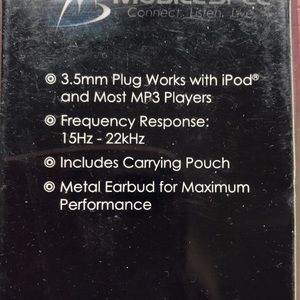 Connect. Listen. Live.
3.5mm Plug Works with iPod®
and Most MP3 Players
Frequency Response:
15Hz - 22kHz
Includes Carrying Pouch
Metal Earbud for Maximum
Performance